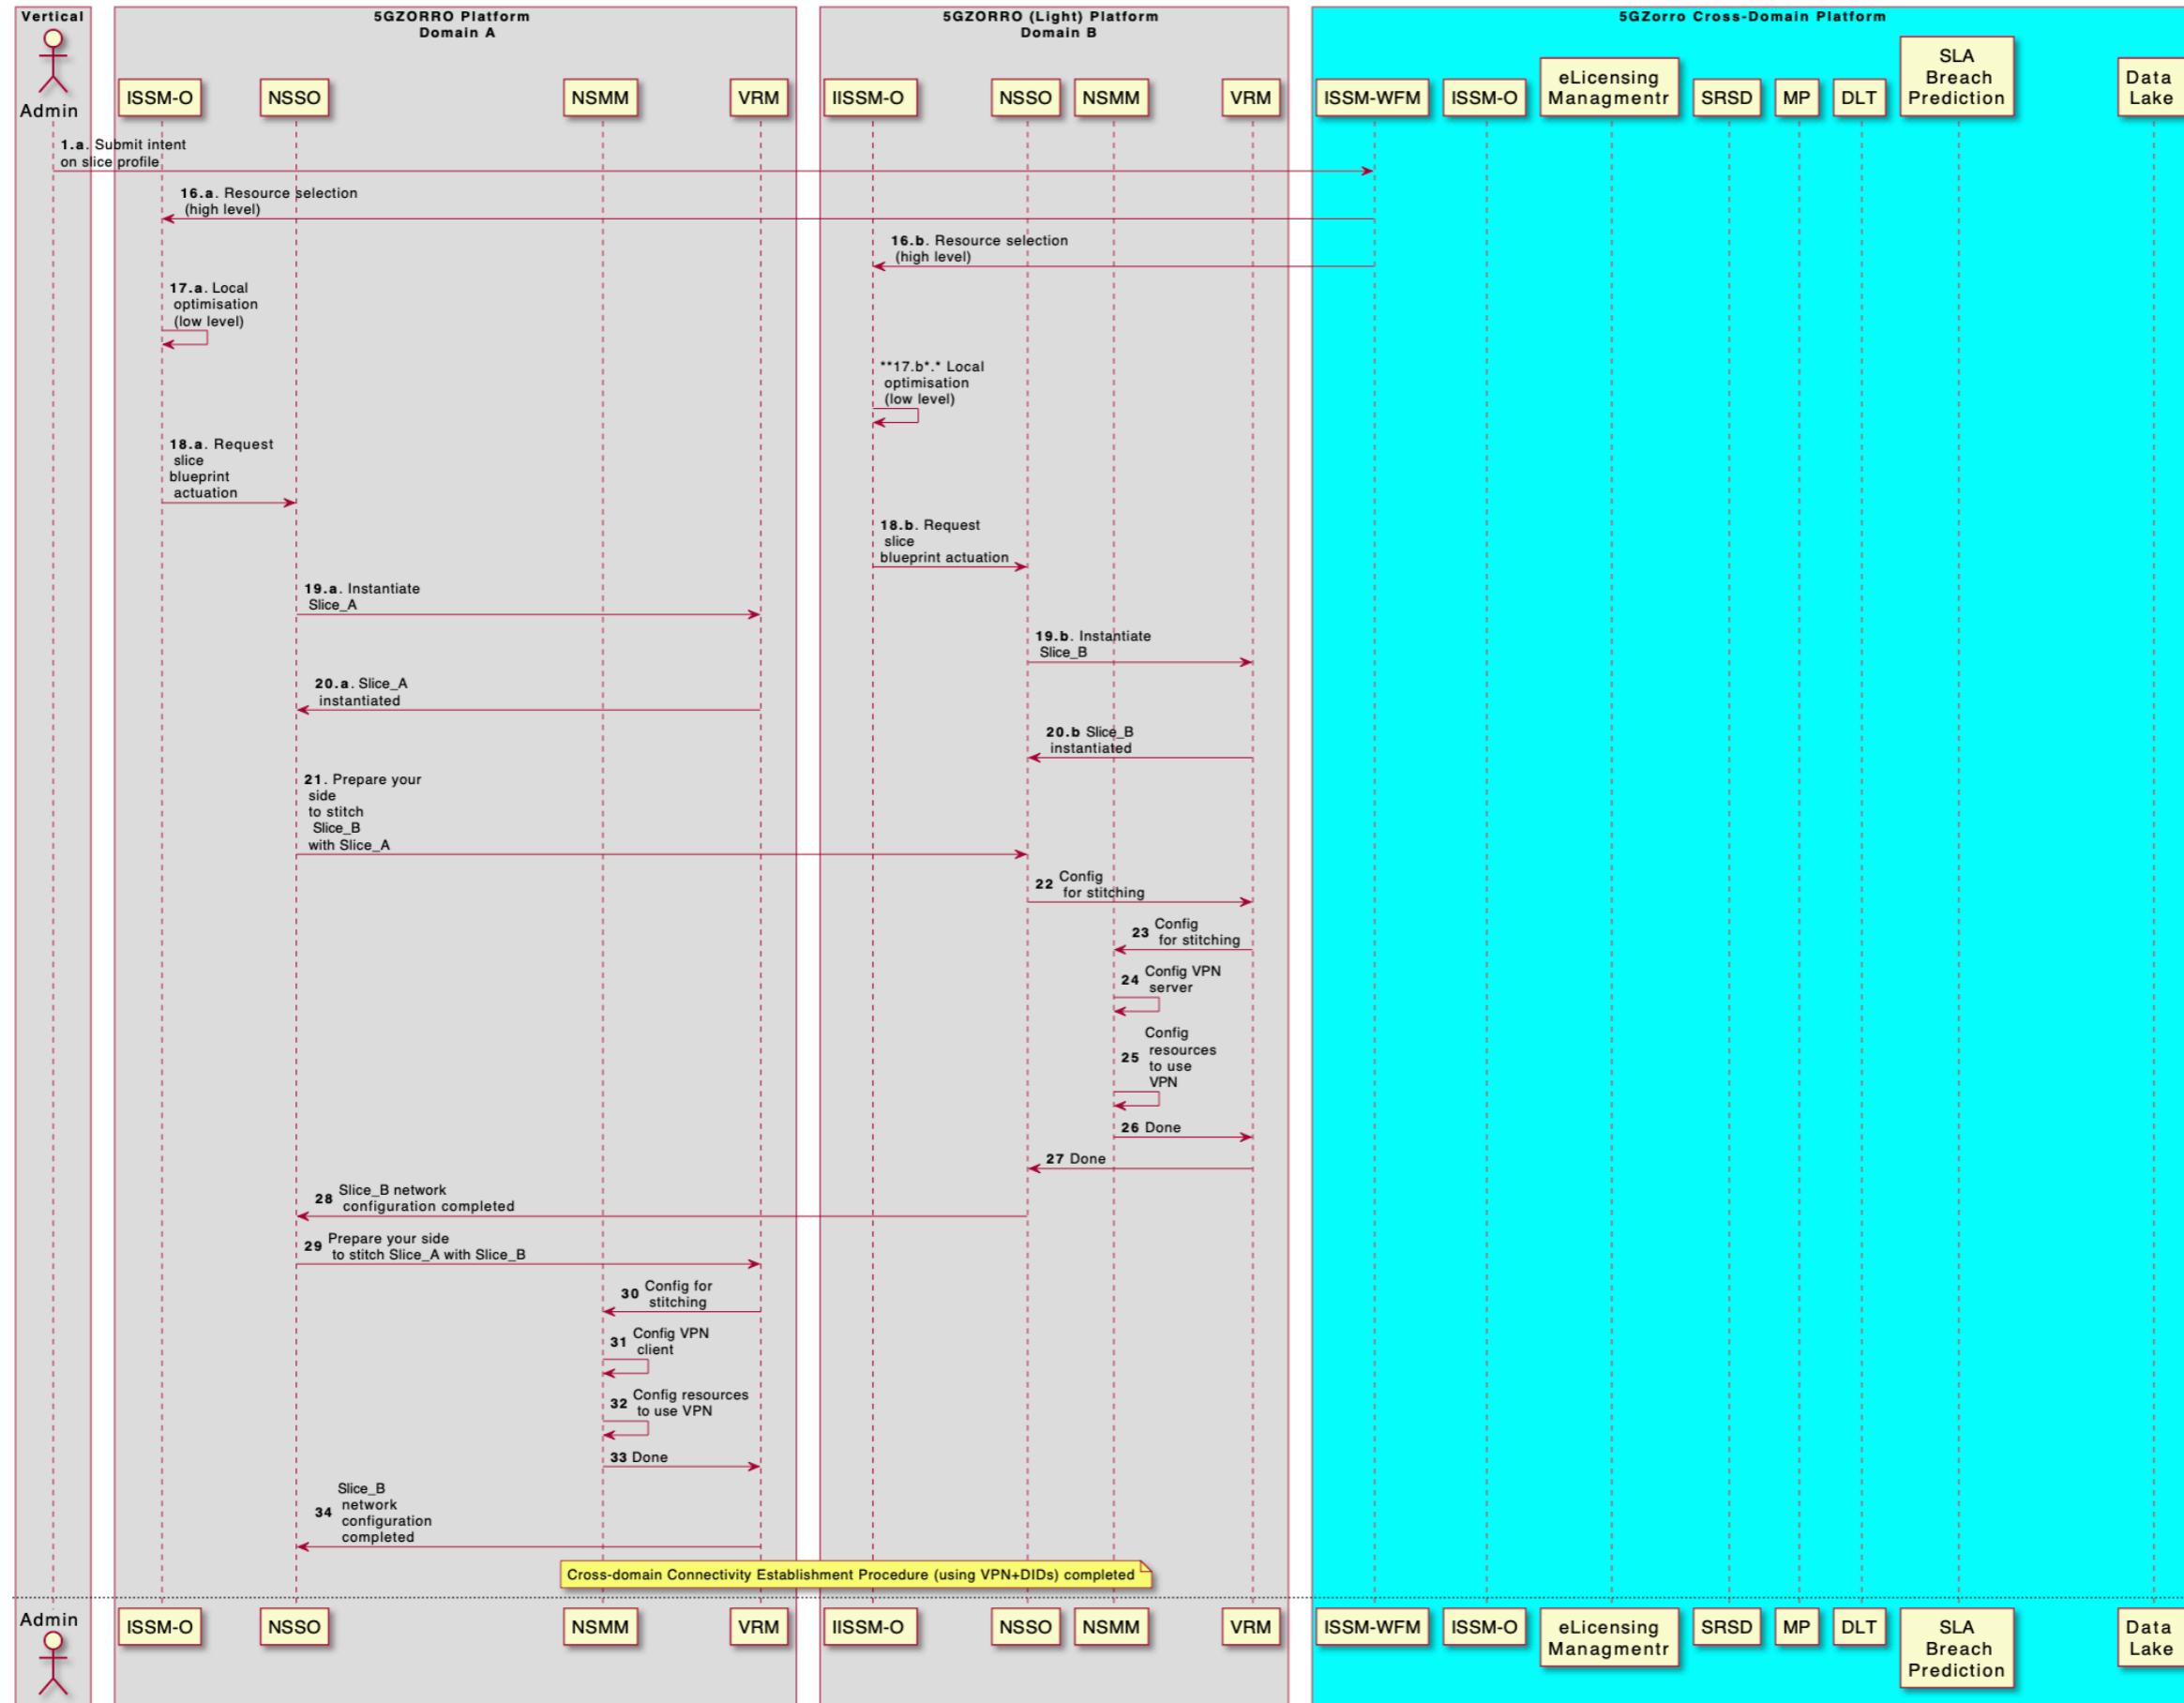 Vertical
5GZORRO Platform
Domain A
5GZORRO (Light) Platform
Domain B
5GZorro Cross-Domain Platform
Admin
ISSM-O
NSSO
NSMM
VRM
IISSM-O
NSSO
NSMM
VRM
ISSM-WFM
ISSM-O
eLicensing
Managmentr
SRSD
MP
DLT
SLA
Breach
Prediction
Data
Lake
1.a. Submit intent
on slice profile
16.a. Resource selection
(high level)
16.b. Resource selection
(high level)
17.a. Local
optimisation
(low level)
**17.b*.* Local
optimisation
(low level)
18.a. Request
slice
blueprint
actuation
18.b. Request
slice
blueprint actuation
19.a. Instantiate
Slice_A
19.b. Instantiate
Slice_B
20.a. Slice_A
instantiated
20.b Slice_B
instantiated
21. Prepare your
side
to stitch
Slice_B
with Slice_A
22 Config
for stitching
23 Config
for stitching
24 Config VPN
server
25 Config
resources
to use
VPN
26 Done
27 Done
28 Slice_B network
configuration completed
29 Prepare your side
to stitch Slice_A with Slice_B
30 Config for
stitching
31 Config VPN
client
32 Config resources
to use VPN
33 Done
34 Slice_B
network
configuration
completed
Cross-domain Connectivity Establishment Procedure (using VPN+DIDs) completed
Admin
ISSM-O
NSSO
NSMM
VRM
IISSM-O
NSSO
NSMM
VRM
ISSM-WFM
ISSM-O
eLicensing
Managmentr
SRSD
MP
DLT
SLA
Breach
Prediction
Data
Lake